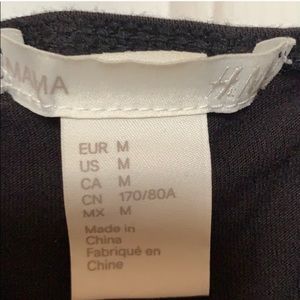 MAMA
H&M
EUR M
US M
CA M
CN 170/80A
MX M
Made in
China
Fabriqué en
Chine